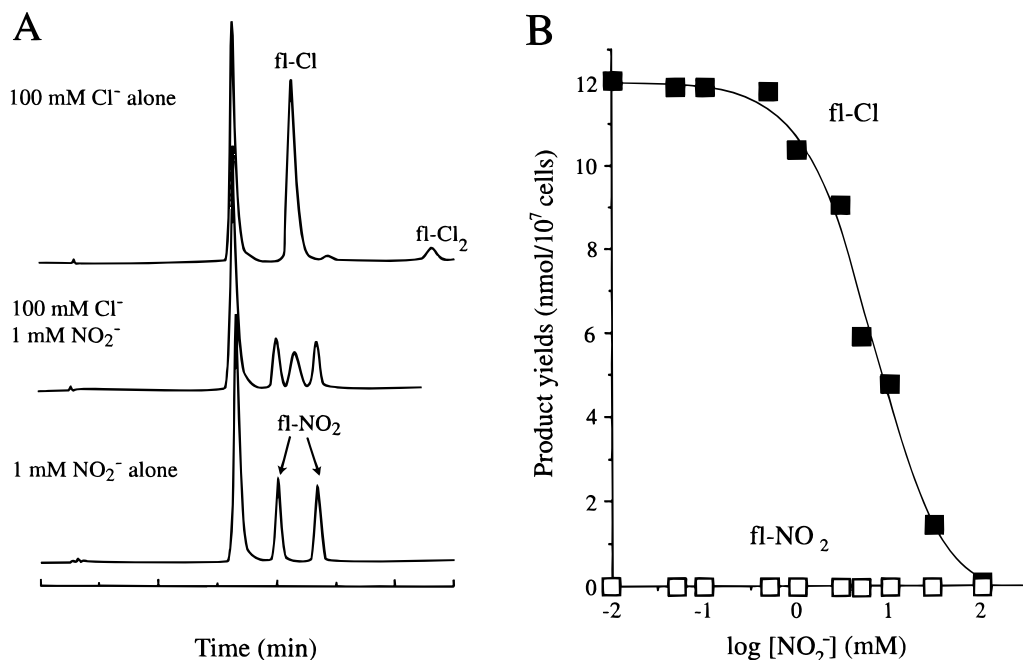 A
fl-Cl
100 mM Cl⁻ alone
fl-Cl₂
100 mM Cl⁻
1 mM NO₂⁻
fl-NO₂
1 mM NO₂⁻ alone
Time (min)
B
12
10
8
6
4
2
0
Product yields (nmol/10⁷ cells)
fl-Cl
fl-NO₂
-2 -1 0 1 2
log [NO₂⁻] (mM)